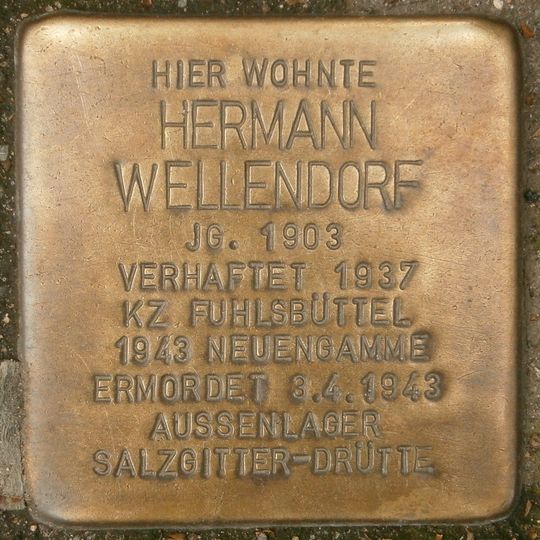 HIER WOHNTE
HERMANN
WELLENDORF
JG. 1903
VERHAFTET 1937
KZ FUHLSBÜTTEL
1943 NEUENGAMME
ERMORDET 3.4.1943
AUSSENLAGER
SALZGITTER-DRÜTTE